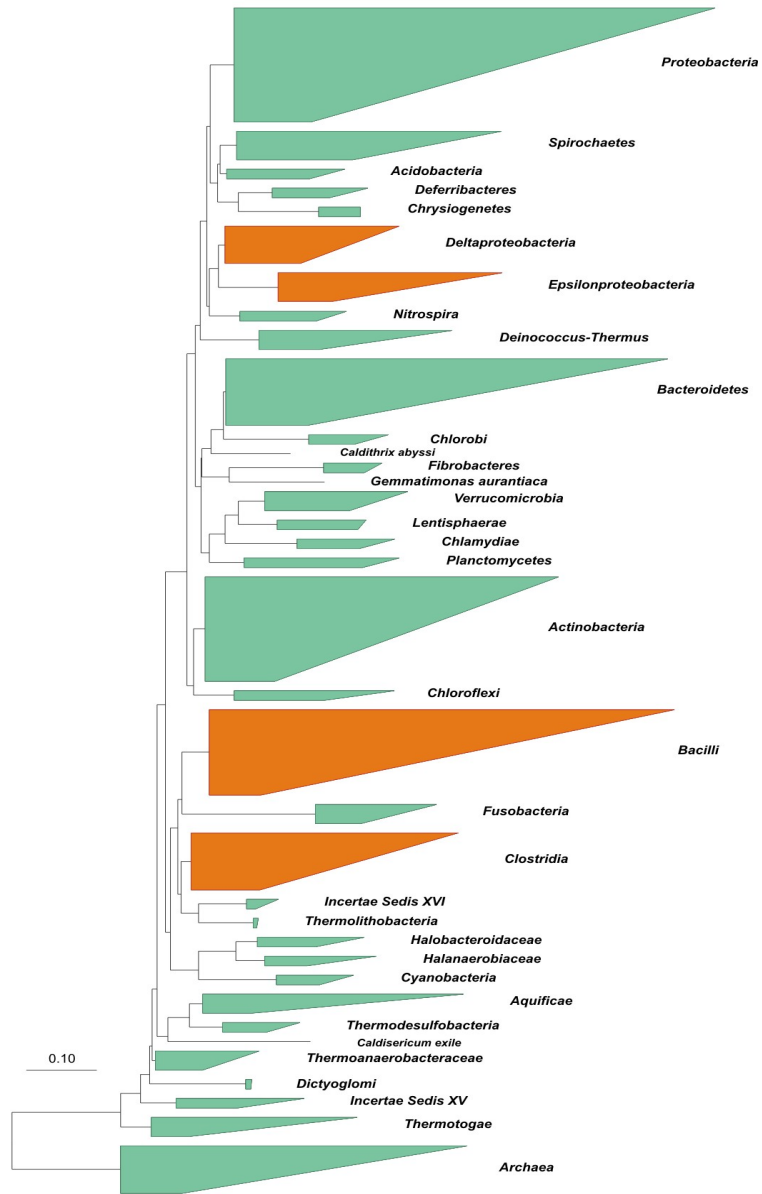 Proteobacteria
Spirochaetes
Acidobacteria
Deferribacteres
Chrysiogenetes
Deltaproteobacteria
Epsilonproteobacteria
Nitrospira
Deinococcus-Thermus
Bacteroidetes
Chlorobi
Caldithrix abyssi
Fibrobacteres
Gemmatimonas aurantiaca
Verrucomicrobia
Lentisphaerae
Chlamydiae
Planctomycetes
Actinobacteria
Chloroflexi
Bacilli
Fusobacteria
Clostridia
Incertae Sedis XVI
Thermolithobacteria
Halobacteroidaceae
Halanaerobiaceae
Cyanobacteria
Aquificae
Thermodesulfobacteria
Caldisericum exile
0.10
Thermoanaerobacteraceae
Dictyoglomi
Incertae Sedis XV
Thermotogae
Archaea